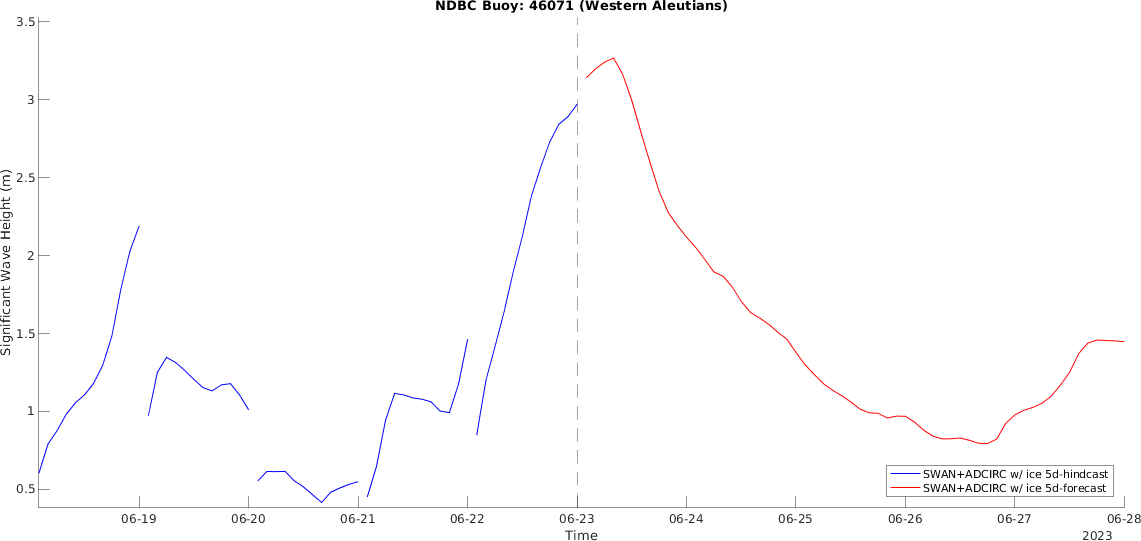 NDBC Buoy: 46071 (Western Aleutians)
Significant Wave Height (m)
3.5
3
2.5
2
1.5
1
0.5
SWAN+ADCIRC w/ ice 5d-hindcast
SWAN+ADCIRC w/ ice 5d-forecast
06-19 06-20 06-21 06-22 06-23 06-24 06-25 06-26 06-27 06-28
Time
2023